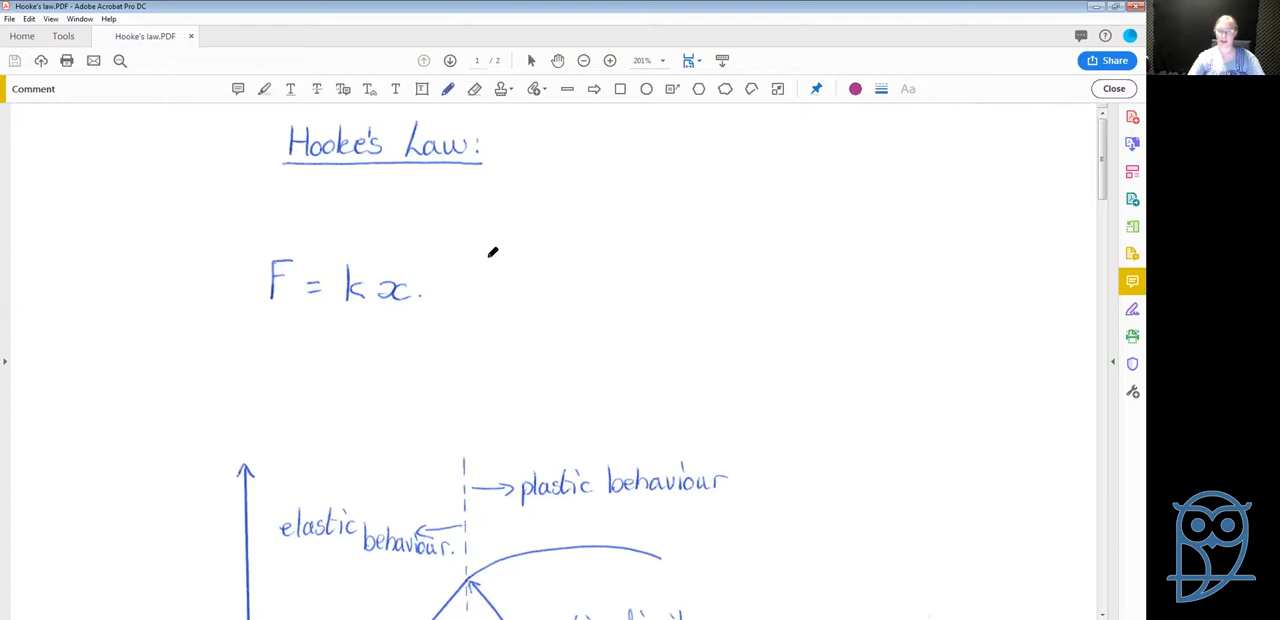 Hooke's law.PDF - Adobe Acrobat Pro DC
File Edit View Window Help
Home Tools Hooke's law.PDF ×
1 / 2 201% Share
Comment Aa Close
Hooke's Law:
F = kx.
plastic behaviour
elastic
behaviour.